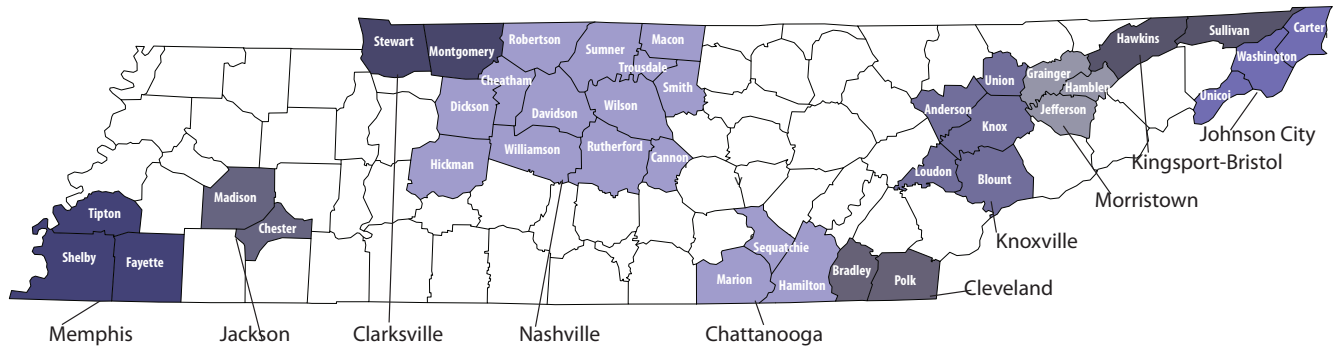 Stewart
Montgomery
Robertson
Sumner
Macon
Trousdale
Cheatham
Smith
Dickson
Davidson
Wilson
Hickman
Williamson
Rutherford
Cannon
Hawkins
Sullivan
Carter
Washington
Unicoi
Union
Grainger
Hamblen
Jefferson
Anderson
Knox
Loudon
Blount
Madison
Chester
Tipton
Shelby
Fayette
Sequatchie
Marion
Hamilton
Bradley
Polk
Johnson City
Kingsport-Bristol
Morristown
Knoxville
Cleveland
Memphis
Jackson
Clarksville
Nashville
Chattanooga